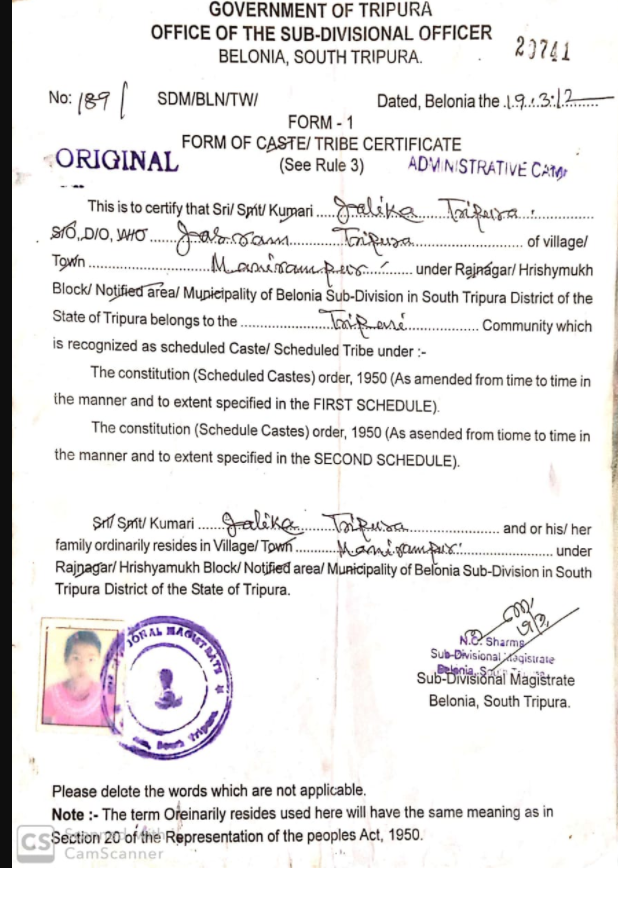 GOVERNMENT OF TRIPURA
OFFICE OF THE SUB-DIVISIONAL OFFICER
BELONIA, SOUTH TRIPURA.
20741
No: 189/ SDM/BLN/TW/ Dated, Belonia the .19.3.12......
FORM - 1
FORM OF CASTE/ TRIBE CERTIFICATE
ORIGINAL (See Rule 3) ADMINISTRATIVE CAMP
This is to certify that Sri/ Smt/ Kumari .... Jalika Tripura ..............
S/O, D/O, W/O ...... Jasram Tripura ........................... of village/
Town .......................... Manirampur ...... under Rajnagar/ Hrishymukh
Block/ Notified area/ Municipality of Belonia Sub-Division in South Tripura District of the
State of Tripura belongs to the ...................... Tripuri .................. Community which
is recognized as scheduled Caste/ Scheduled Tribe under :-
The constitution (Scheduled Castes) order, 1950 (As amended from time to time in
the manner and to extent specified in the FIRST SCHEDULE).
The constitution (Schedule Castes) order, 1950 (As asended from tiome to time in
the manner and to extent specified in the SECOND SCHEDULE).
Sri/ Smt/ Kumari ...... Jalika Tripura ...................... and or his/ her
family ordinarily resides in Village/ Town .......... Manirampur ...................... under
Rajnagar/ Hrishyamukh Block/ Notified area/ Municipality of Belonia Sub-Division in South
Tripura District of the State of Tripura.
N.C. Sharma
Sub-Divisional Magistrate
Belonia, South Tripura
Sub-Divisional Magistrate
Belonia, South Tripura.
Please delete the words which are not applicable.
Note :- The term Oreinarily resides used here will have the same meaning as in
Section 20 of the Representation of the peoples Act, 1950.
CS Scanned with
CamScanner